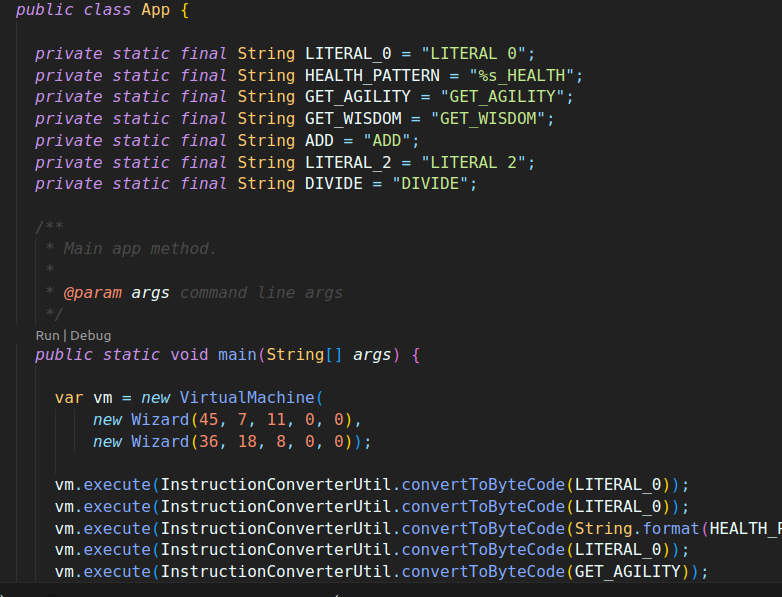 public class App {
private static final String LITERAL_0 = "LITERAL 0";
private static final String HEALTH_PATTERN = "%s_HEALTH";
private static final String GET_AGILITY = "GET_AGILITY";
private static final String GET_WISDOM = "GET_WISDOM";
private static final String ADD = "ADD";
private static final String LITERAL_2 = "LITERAL 2";
private static final String DIVIDE = "DIVIDE";
/**
* Main app method.
*
* @param args command line args
*/
Run | Debug
public static void main(String[] args) {
var vm = new VirtualMachine(
new Wizard(45, 7, 11, 0, 0),
new Wizard(36, 18, 8, 0, 0));
vm.execute(InstructionConverterUtil.convertToByteCode(LITERAL_0));
vm.execute(InstructionConverterUtil.convertToByteCode(LITERAL_0));
vm.execute(InstructionConverterUtil.convertToByteCode(String.format(HEALTH_
vm.execute(InstructionConverterUtil.convertToByteCode(LITERAL_0));
vm.execute(InstructionConverterUtil.convertToByteCode(GET_AGILITY));